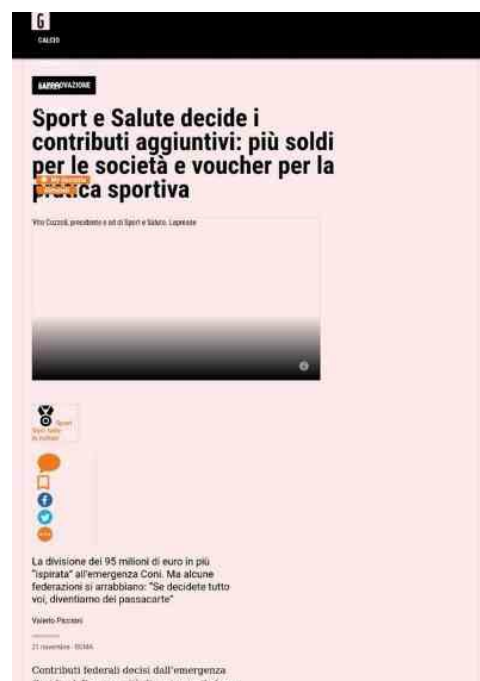 G
CALCIO
Sport e Salute decide i
contributi aggiuntivi: più soldi
per le società e voucher per la
pratica sportiva
Vito Cozzoli, presidente e ad di Sport e Salute. Lapresse
Sport
La divisione dei 95 milioni di euro in più
"ispirata" all'emergenza Coni. Ma alcune
federazioni si arrabbiano: "Se decidete tutto
voi, diventiamo dei passacarte"
Valerio Piccioni
21 novembre - ROMA
Contributi federali decisi dall'emergenza